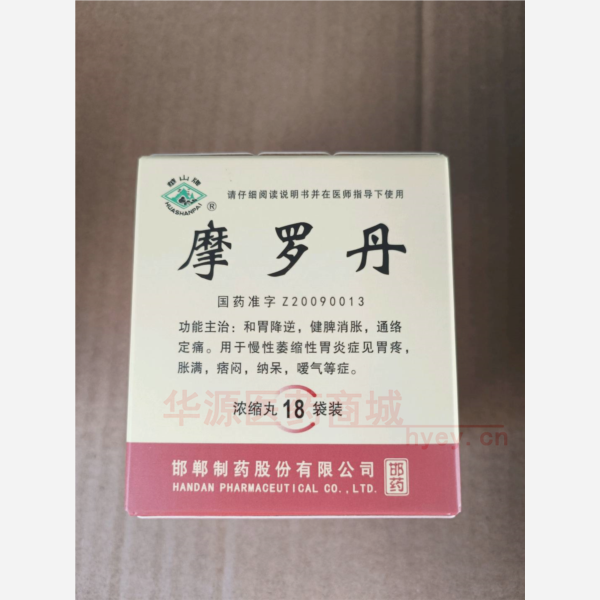 华山牌
HUASHANPAI
®
请仔细阅读说明书并在医师指导下使用
摩罗丹
国药准字 Z20090013
功能主治：和胃降逆，健脾消胀，通络
定痛。用于慢性萎缩性胃炎症见胃疼，
胀满，痞闷，纳呆，嗳气等症。
华源医药商城
hyey.cn
浓缩丸 18 袋装
邯郸制药股份有限公司
HANDAN PHARMACEUTICAL CO.,LTD.
邯药